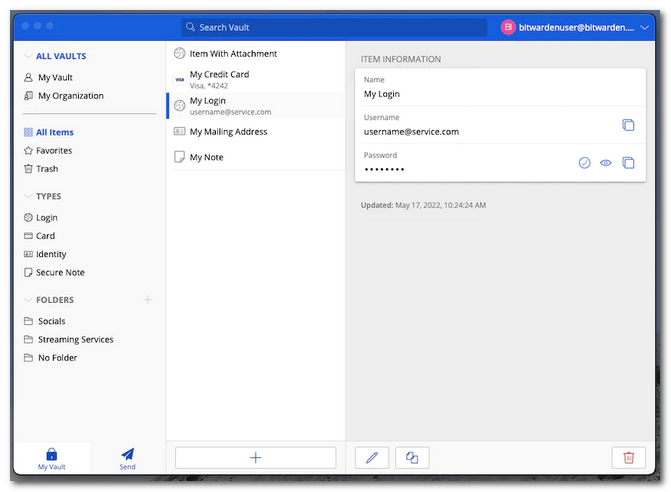 Search Vault
BI bitwardenuser@bitwarden....
ALL VAULTS
My Vault
My Organization
All Items
Favorites
Trash
TYPES
Login
Card
Identity
Secure Note
FOLDERS
Socials
Streaming Services
No Folder
My Vault
Send
Item With Attachment
VISA
My Credit Card
Visa, *4242
My Login
username@service.com
My Mailing Address
My Note
ITEM INFORMATION
Name
My Login
Username
username@service.com
Password
••••••••
Updated: May 17, 2022, 10:24:24 AM